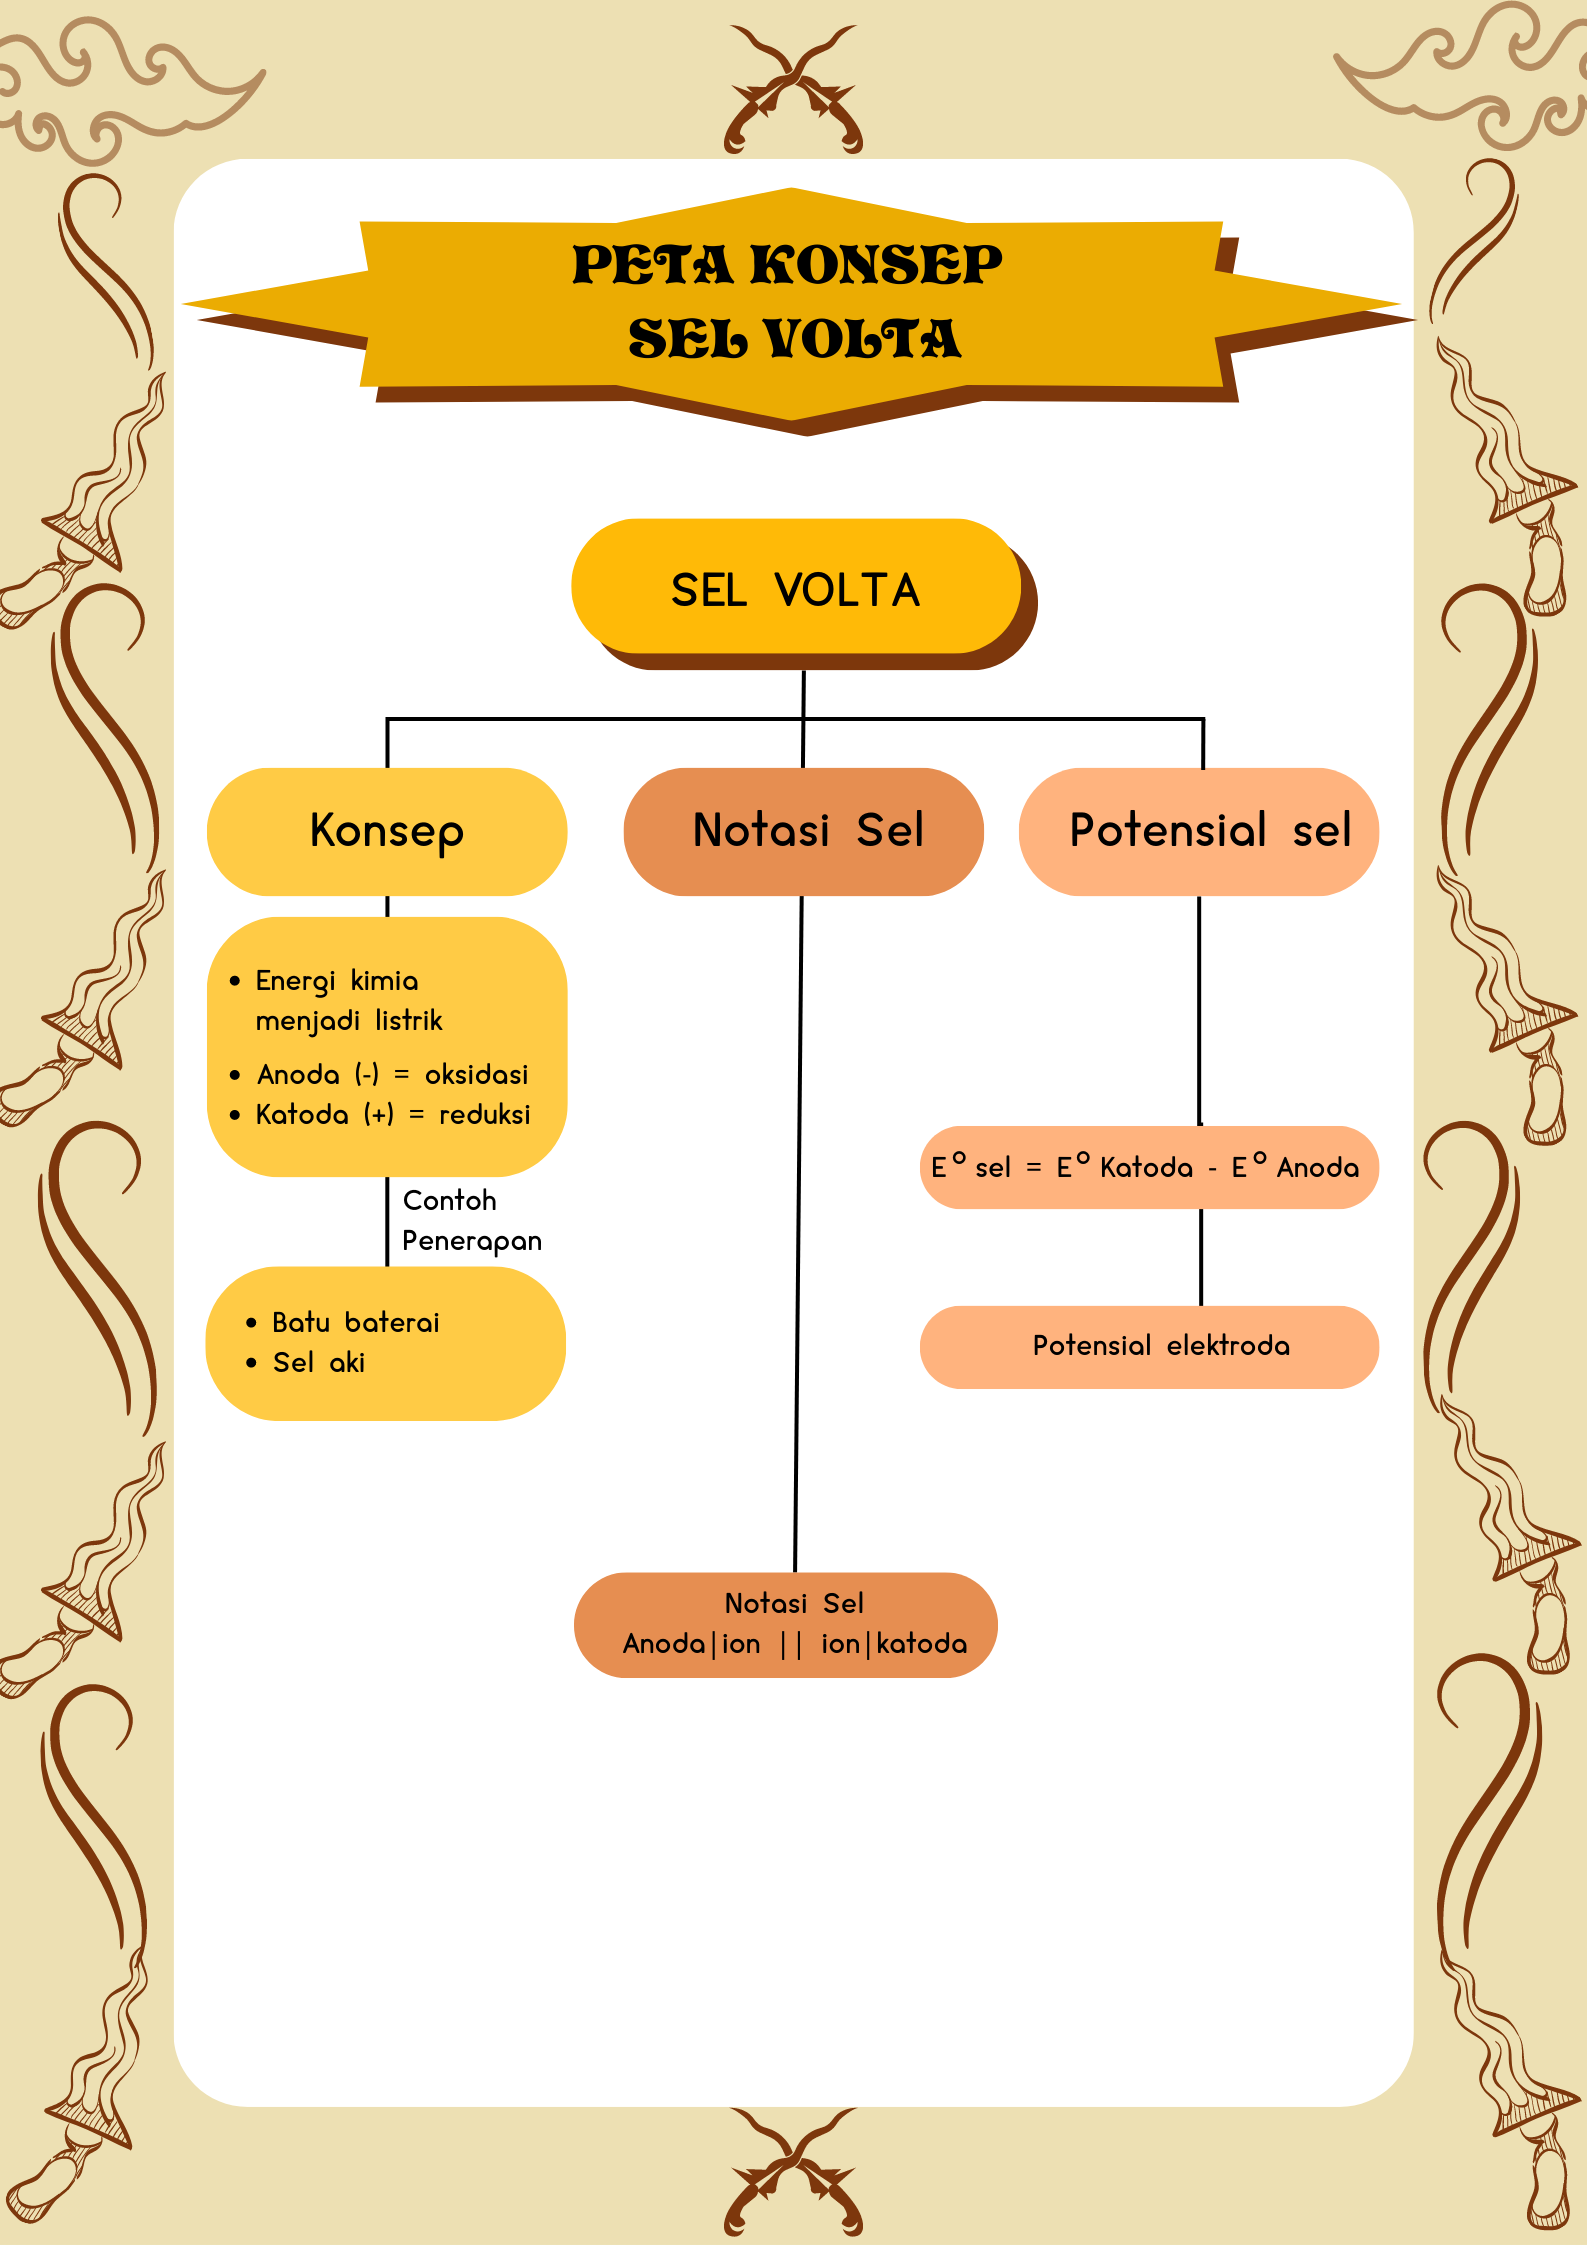 PETA KONSEP
SEL VOLTA
SEL VOLTA
Konsep
Notasi Sel
Potensial sel
• Energi kimia
menjadi listrik
• Anoda (-) = oksidasi
• Katoda (+) = reduksi
Contoh
Penerapan
• Batu baterai
• Sel aki
E° sel = E° Katoda - E° Anoda
Potensial elektroda
Notasi Sel
Anoda|ion || ion|katoda